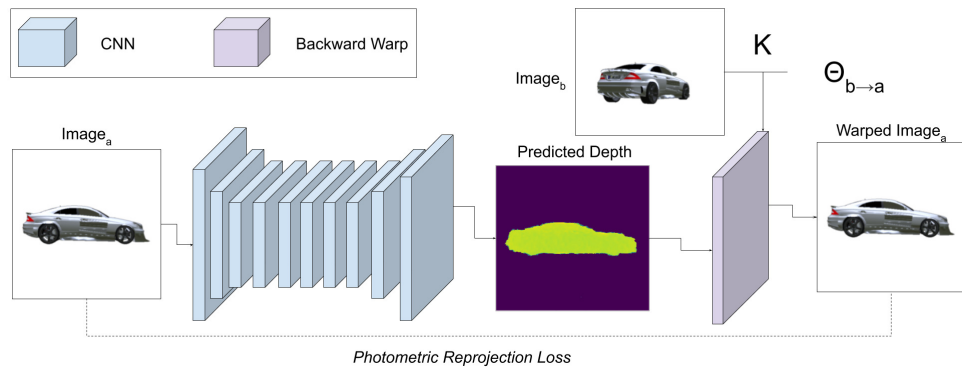 CNN
Backward Warp
K
Image_b
Θ_b→a
Image_a
Predicted Depth
Warped Image_a
Photometric Reprojection Loss